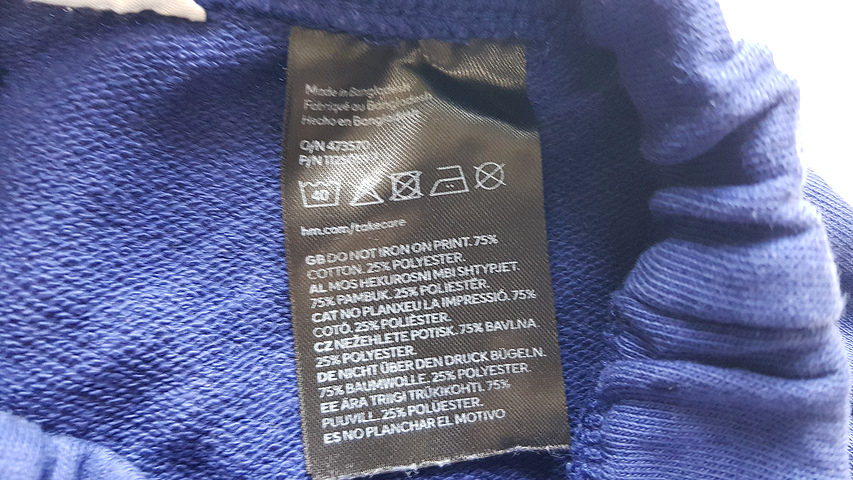 Made in Bangladesh
Fabriqué au Bangladesh
Hecho en Bangladesh
O/N 473570
P/N
40
hm.com/takecare
GB DO NOT IRON ON PRINT. 75%
COTTON. 25% POLYESTER.
AL MOS HEKUROSNI MBI SHTYPJET.
75% PAMBUK. 25% POLIESTËR.
CAT NO PLANXEU LA IMPRESSIÓ. 75%
COTÓ. 25% POLIÈSTER.
CZ NEŽEHLETE POTISK. 75% BAVLNA.
25% POLYESTER.
DE NICHT ÜBER DEN DRUCK BÜGELN.
75% BAUMWOLLE. 25% POLYESTER.
EE ÄRA TRIIGI TRÜKIKOHTI. 75%
PUUVILL. 25% POLÜESTER.
ES NO PLANCHAR EL MOTIVO